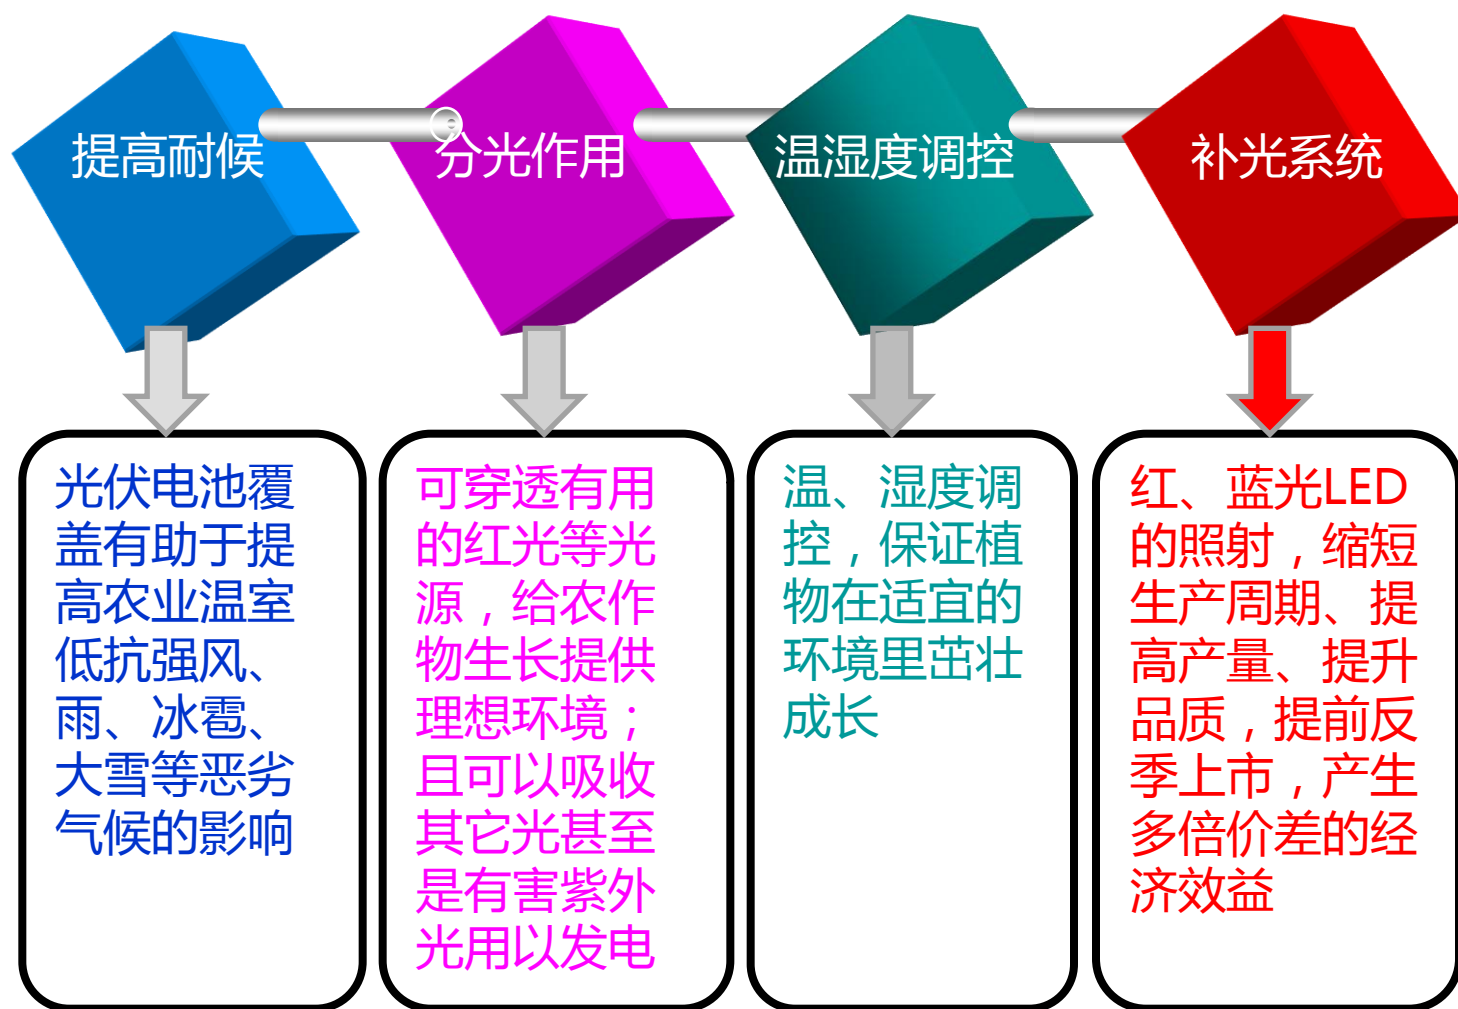 提高耐候
分光作用
温湿度调控
补光系统
光伏电池覆
盖有助于提
高农业温室
低抗强风、
雨、冰雹、
大雪等恶劣
气候的影响
可穿透有用
的红光等光
源，给农作
物生长提供
理想环境；
且可以吸收
其它光甚至
是有害紫外
光用以发电
温、湿度调
控，保证植
物在适宜的
环境里茁壮
成长
红、蓝光LED
的照射，缩短
生产周期、提
高产量、提升
品质，提前反
季上市，产生
多倍价差的经
济效益